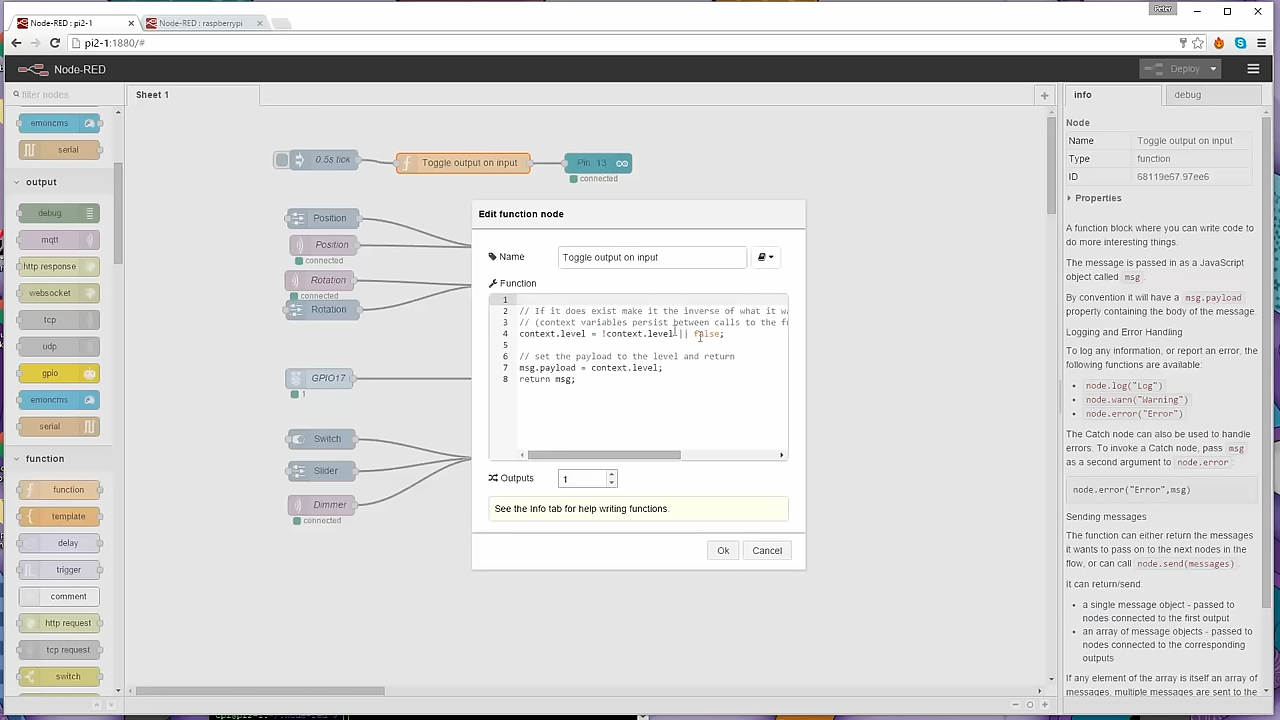 Peter
Node-RED : pi2-1
Node-RED : raspberrypi
pi2-1:1880/#
Node-RED
Deploy
filter nodes
Sheet 1
info
debug
emoncms
serial
output
debug
mqtt
http response
websocket
tcp
udp
gpio
emoncms
serial
function
function
template
delay
trigger
comment
http request
tcp request
switch
0.5s tick
Toggle output on input
Pin 13
connected
Position
Position
connected
Rotation
connected
Rotation
GPIO17
1
Switch
Slider
Dimmer
connected
Edit function node
Name
Toggle output on input
Function
1
2 // If it does exist make it the inverse of what it wa
3 // (context variables persist between calls to the f
4 context.level = !context.level || false;
5
6 // set the payload to the level and return
7 msg.payload = context.level;
8 return msg;
Outputs
1
See the Info tab for help writing functions.
Ok
Cancel
Node
Name Toggle output on input
Type function
ID 68119e67.97ee6
Properties
A function block where you can write code to
do more interesting things.
The message is passed in as a JavaScript
object called msg.
By convention it will have a msg.payload
property containing the body of the message.
Logging and Error Handling
To log any information, or report an error, the
following functions are available:
node.log("Log")
node.warn("Warning")
node.error("Error")
The Catch node can also be used to handle
errors. To invoke a Catch node, pass msg
as a second argument to node.error:
node.error("Error",msg)
Sending messages
The function can either return the messages
it wants to pass on to the next nodes in the
flow, or can call node.send(messages).
It can return/send:
a single message object - passed to
nodes connected to the first output
an array of message objects - passed to
nodes connected to the corresponding
outputs
If any element of the array is itself an array of
messages, multiple messages are sent to the